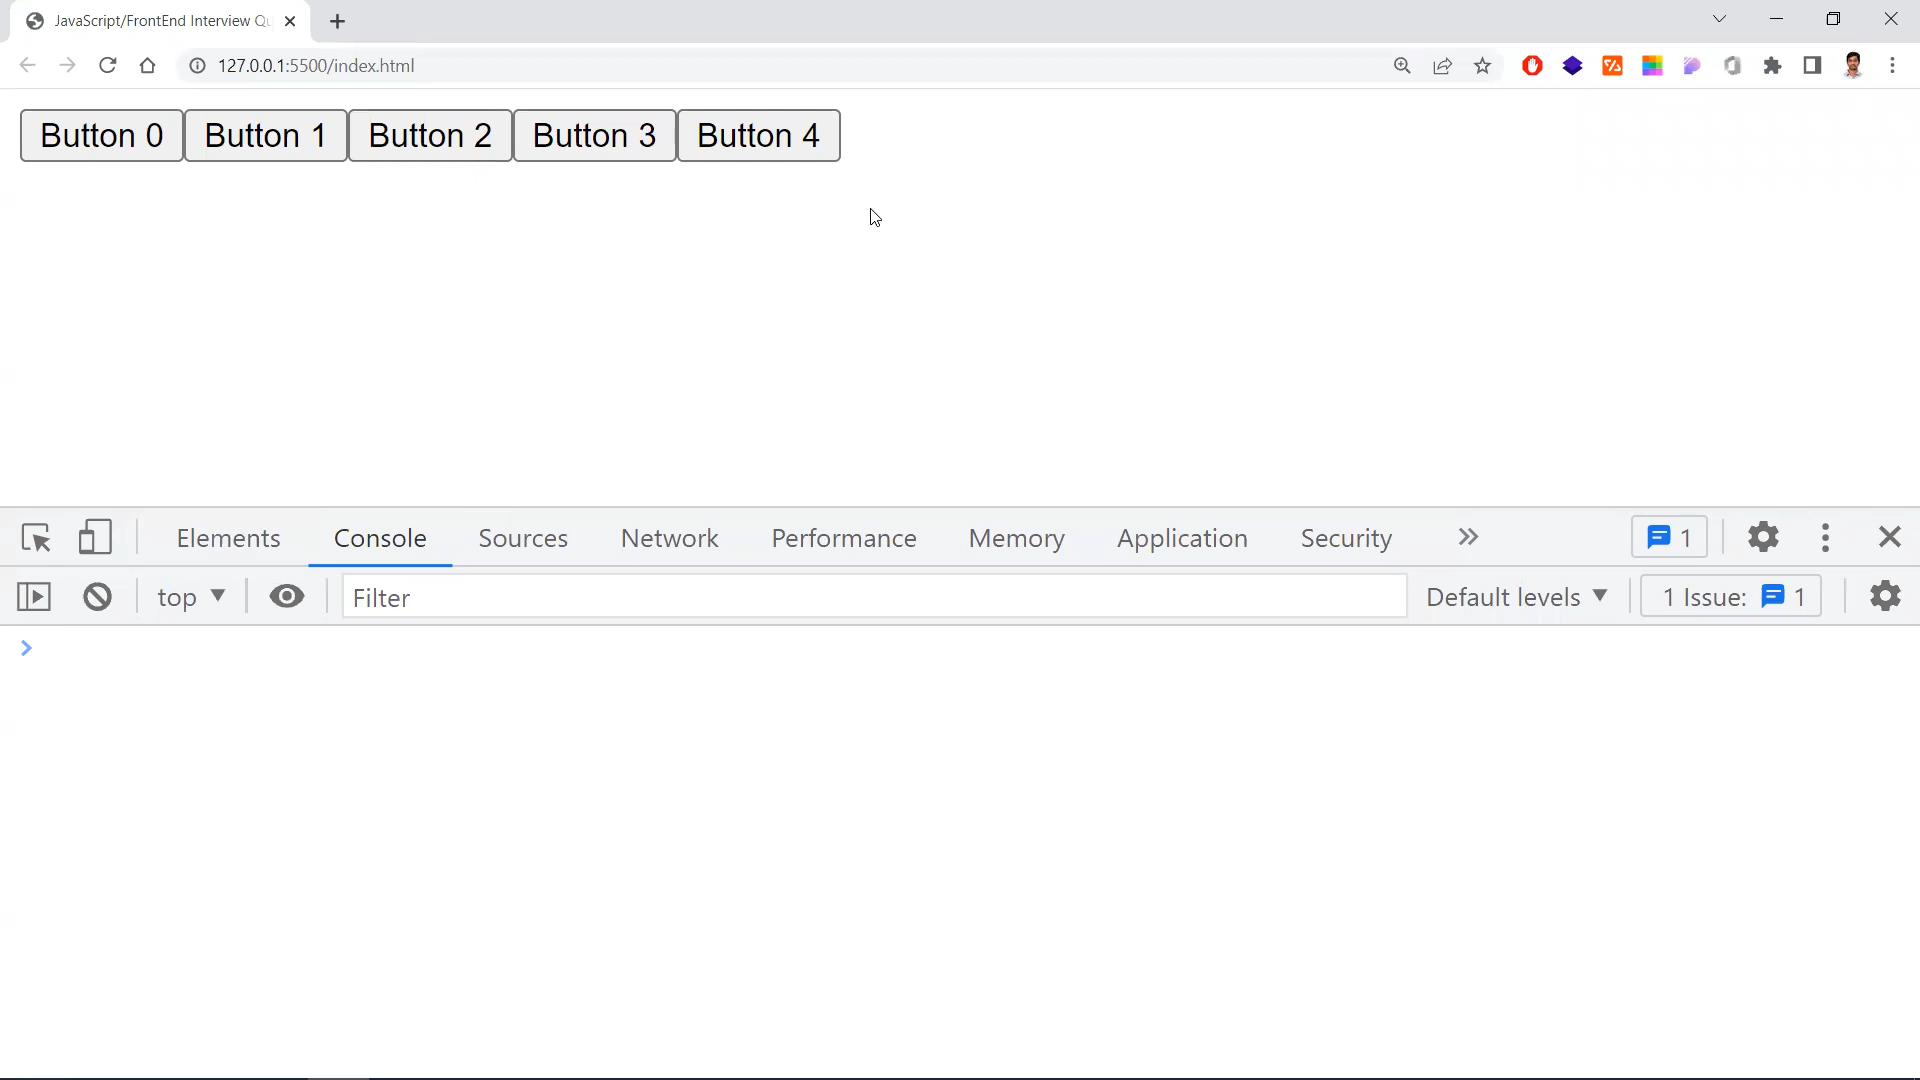 JavaScript/FrontEnd Interview Qu
127.0.0.1:5500/index.html
Button 0 Button 1 Button 2 Button 3 Button 4
Elements Console Sources Network Performance Memory Application Security 1
top Filter Default levels 1 Issue: 1